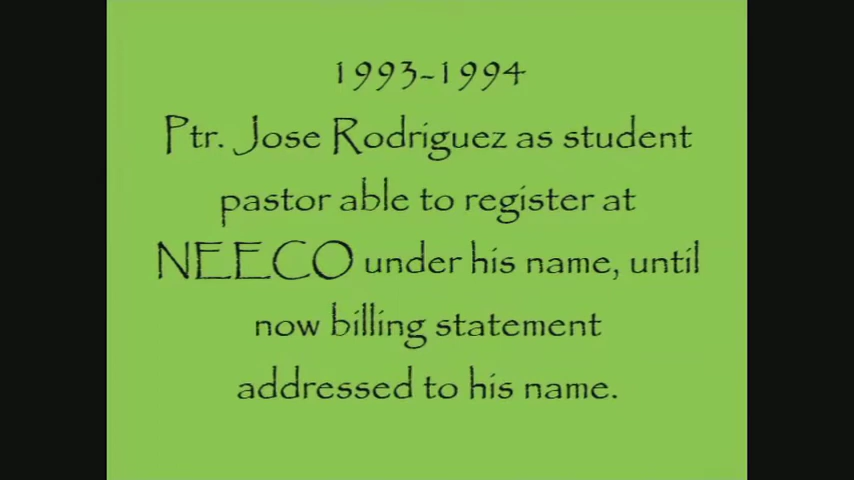 1993-1994
Ptr. Jose Rodriguez as student
pastor able to register at
NEECO under his name, until
now billing statement
addressed to his name.